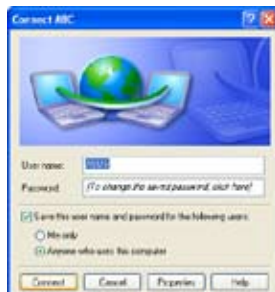 Connect ABC
User name:
Password: [To change the saved password, click here]
Save this user name and password for the following users:
Me only
Anyone who uses this computer
Connect Cancel Properties Help